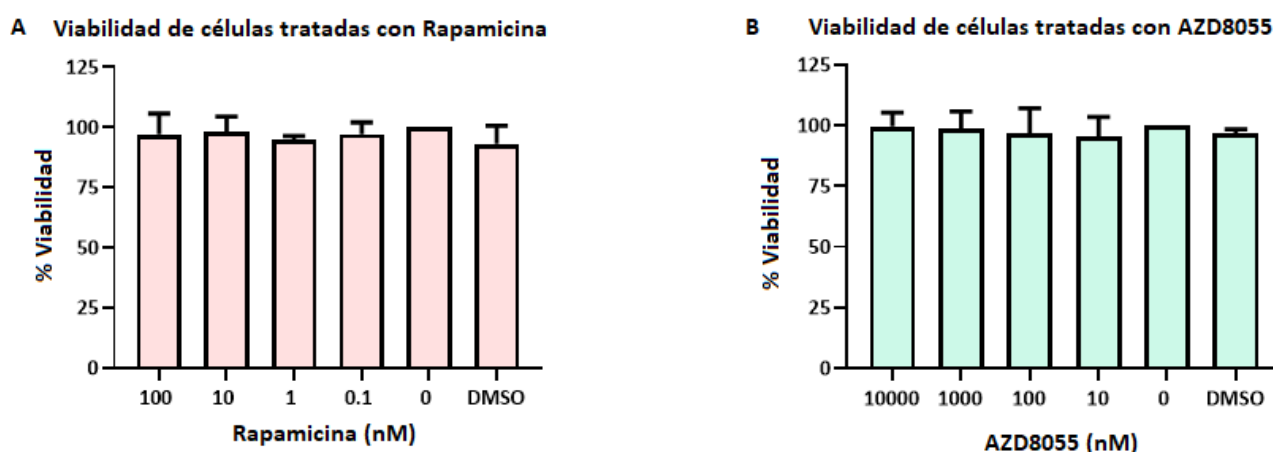 A Viabilidad de células tratadas con Rapamicina
125
100
75
50
25
0
% Viabilidad
100 10 1 0.1 0 DMSO
Rapamicina (nM)
B Viabilidad de células tratadas con AZD8055
125
100
75
50
25
0
% Viabilidad
10000 1000 100 10 0 DMSO
AZD8055 (nM)